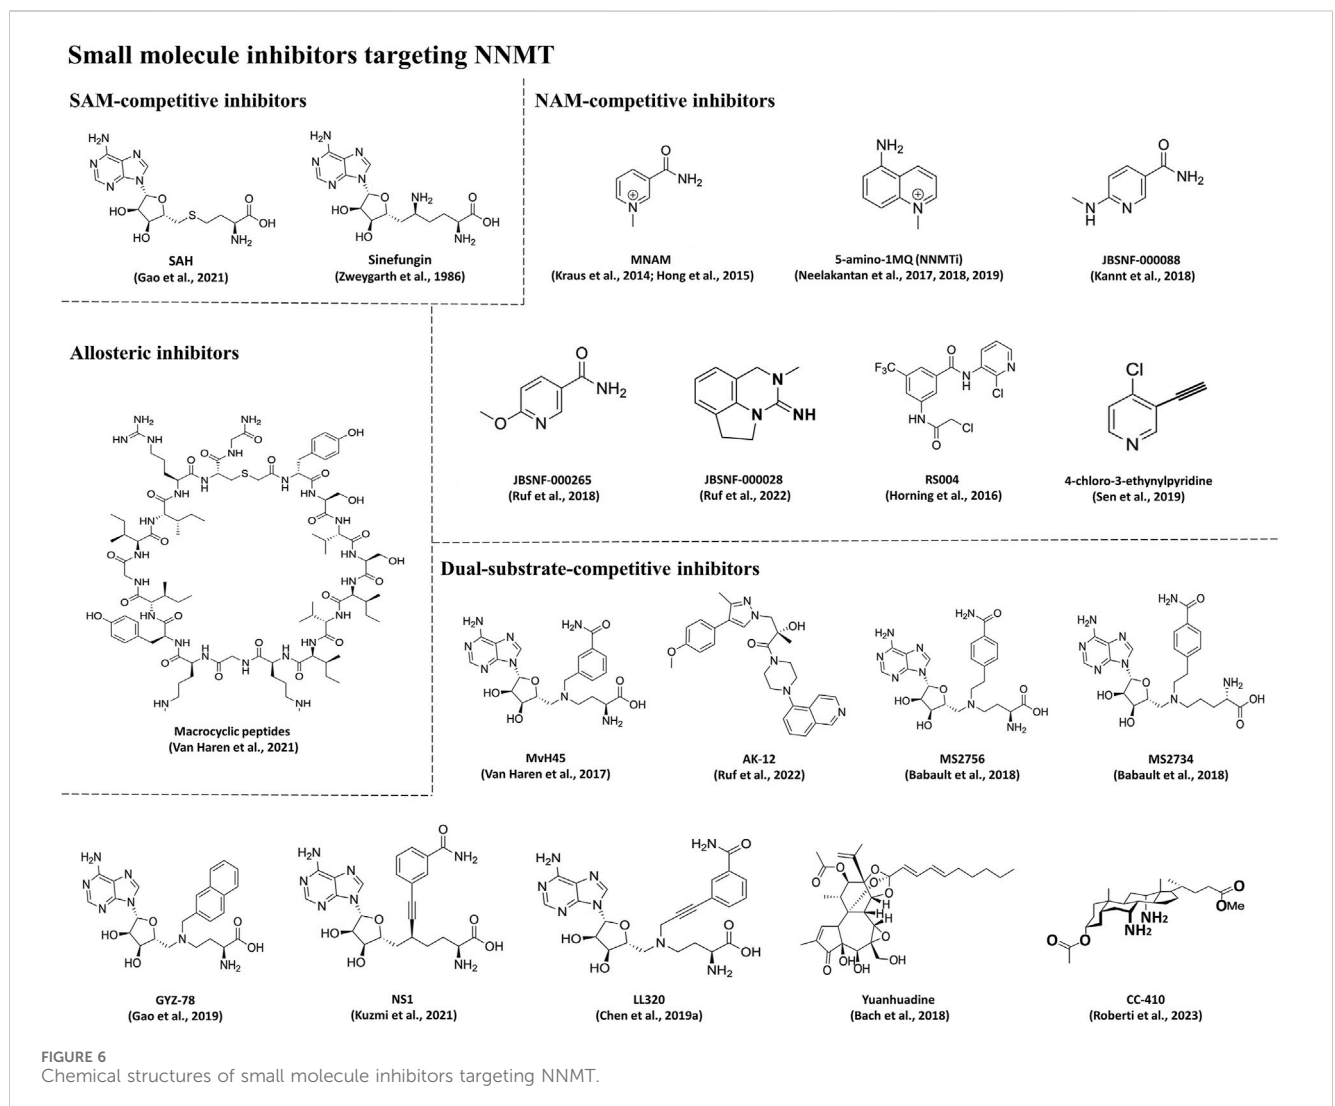 Small molecule inhibitors targeting NNMT
SAM-competitive inhibitors
SAH
(Gao et al., 2021)
Sinefungin
(Zweygarth et al., 1986)
NAM-competitive inhibitors
MNAM
(Kraus et al., 2014; Hong et al., 2015)
5-amino-1MQ (NNMTi)
(Neelakantan et al., 2017, 2018, 2019)
JBSNF-000088
(Kannt et al., 2018)
JBSNF-000265
(Ruf et al., 2018)
JBSNF-000028
(Ruf et al., 2022)
RS004
(Horning et al., 2016)
4-chloro-3-ethynylpyridine
(Sen et al., 2019)
Allosteric inhibitors
Macrocyclic peptides
(Van Haren et al., 2021)
Dual-substrate-competitive inhibitors
MvH45
(Van Haren et al., 2017)
AK-12
(Ruf et al., 2022)
MS2756
(Babault et al., 2018)
MS2734
(Babault et al., 2018)
GYZ-78
(Gao et al., 2019)
NS1
(Kuzmi et al., 2021)
LL320
(Chen et al., 2019a)
Yuanhuadine
(Bach et al., 2018)
CC-410
(Roberti et al., 2023)
FIGURE 6
Chemical structures of small molecule inhibitors targeting NNMT.